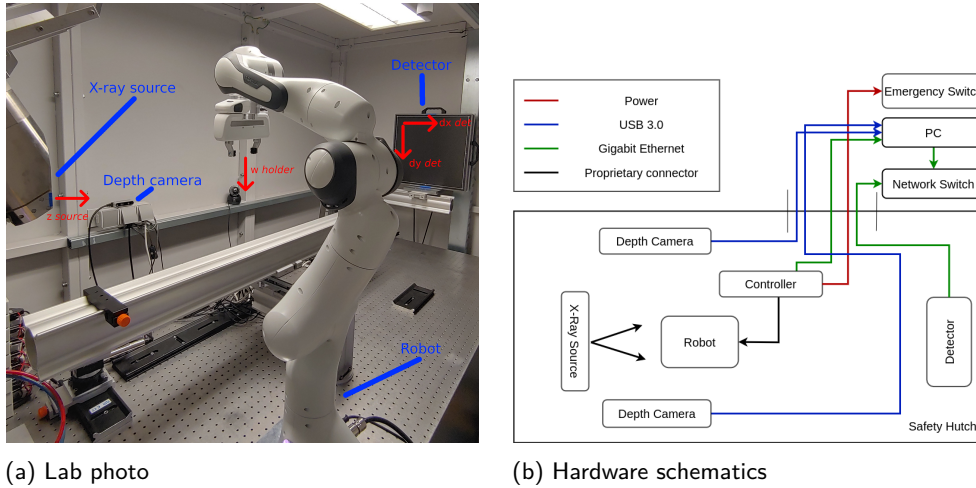 X-ray source
Detector
dx det
dy det
w holder
Depth camera
z source
Robot
Power
USB 3.0
Gigabit Ethernet
Proprietary connector
Emergency Switc
PC
Network Switch
Depth Camera
Controller
X-Ray Source
Robot
Detector
Depth Camera
Safety Hutch
(a) Lab photo
(b) Hardware schematics